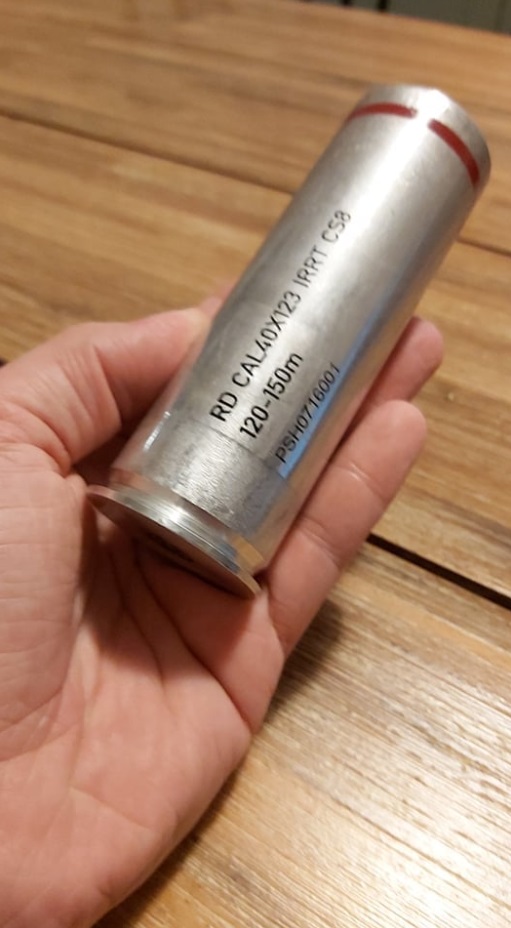 RD CAL40X123 IRRT CS8
120-150m
PSH0716001